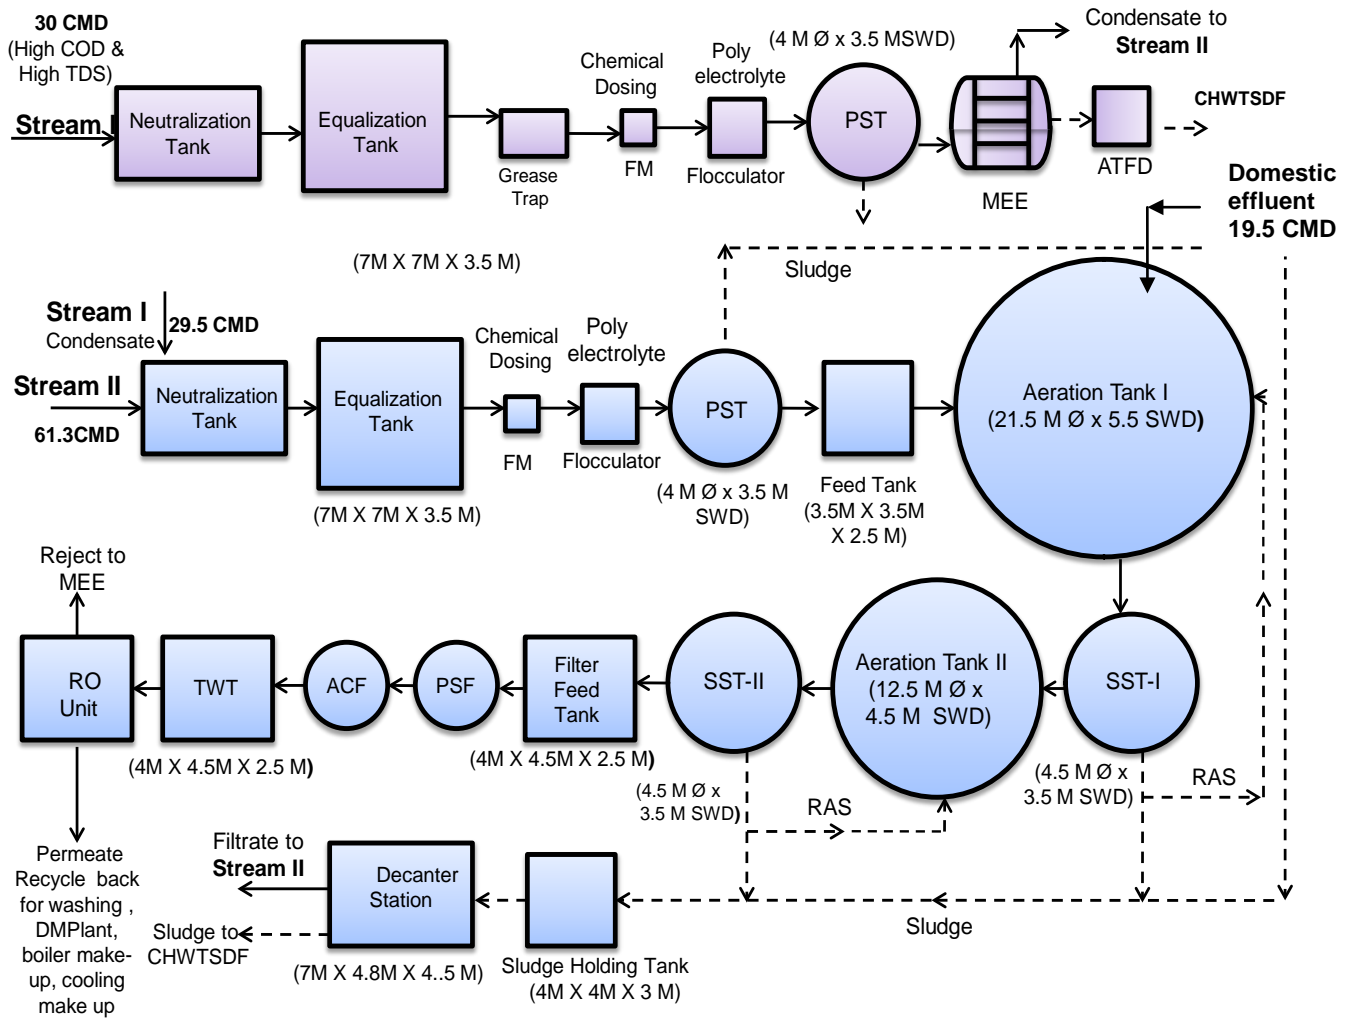 30 CMD
(High COD &
High TDS)
Stream I
Neutralization
Tank
Equalization
Tank
Grease
Trap
Chemical
Dosing
FM
Poly
electrolyte
Flocculator
(4 M Ø x 3.5 MSWD)
PST
MEE
Condensate to
Stream II
ATFD
CHWTSDF
Domestic
effluent
19.5 CMD
(7M X 7M X 3.5 M)
Sludge
Stream I
Condensate
29.5 CMD
Stream II
61.3CMD
Neutralization
Tank
Equalization
Tank
(7M X 7M X 3.5 M)
Chemical
Dosing
FM
Poly
electrolyte
Flocculator
PST
(4 M Ø x 3.5 M
SWD)
Feed Tank
(3.5M X 3.5M
X 2.5 M)
Aeration Tank I
(21.5 M Ø x 5.5 SWD)
Reject to
MEE
RO
Unit
TWT
(4M X 4.5M X 2.5 M)
ACF
PSF
Filter
Feed
Tank
(4M X 4.5M X 2.5 M)
SST-II
(4.5 M Ø x
3.5 M SWD)
Aeration Tank II
(12.5 M Ø x
4.5 M SWD)
SST-I
(4.5 M Ø x
3.5 M SWD)
RAS
RAS
Permeate
Recycle back
for washing ,
DMPlant,
boiler make-
up, cooling
make up
Filtrate to
Stream II
Sludge to
CHWTSDF
Decanter
Station
(7M X 4.8M X 4..5 M)
Sludge Holding Tank
(4M X 4M X 3 M)
Sludge